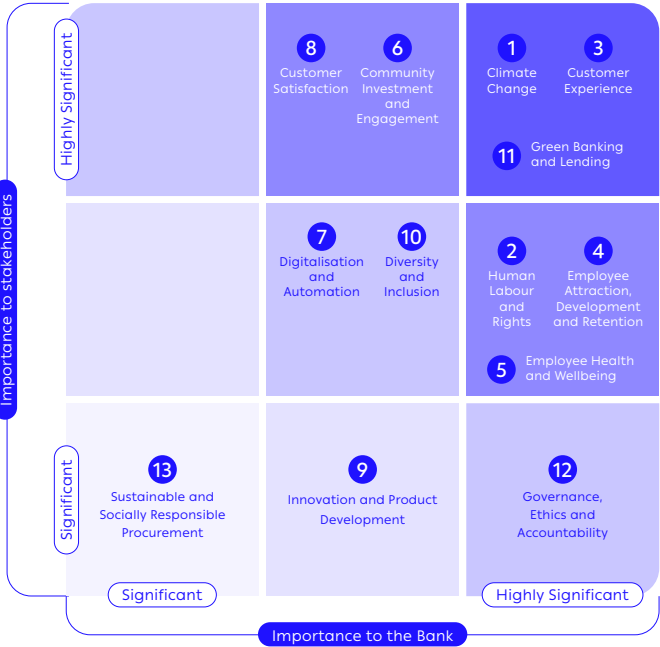 Importance to stakeholders
Highly Significant
8
Customer
Satisfaction
6
Community
Investment
and
Engagement
1
Climate
Change
3
Customer
Experience
11
Green Banking
and Lending
7
Digitalisation
and
Automation
10
Diversity
and
Inclusion
2
Human
Labour
and
Rights
4
Employee
Attraction,
Development
and Retention
5
Employee Health
and Wellbeing
Significant
13
Sustainable and
Socially Responsible
Procurement
9
Innovation and Product
Development
12
Governance,
Ethics and
Accountability
Significant
Highly Significant
Importance to the Bank